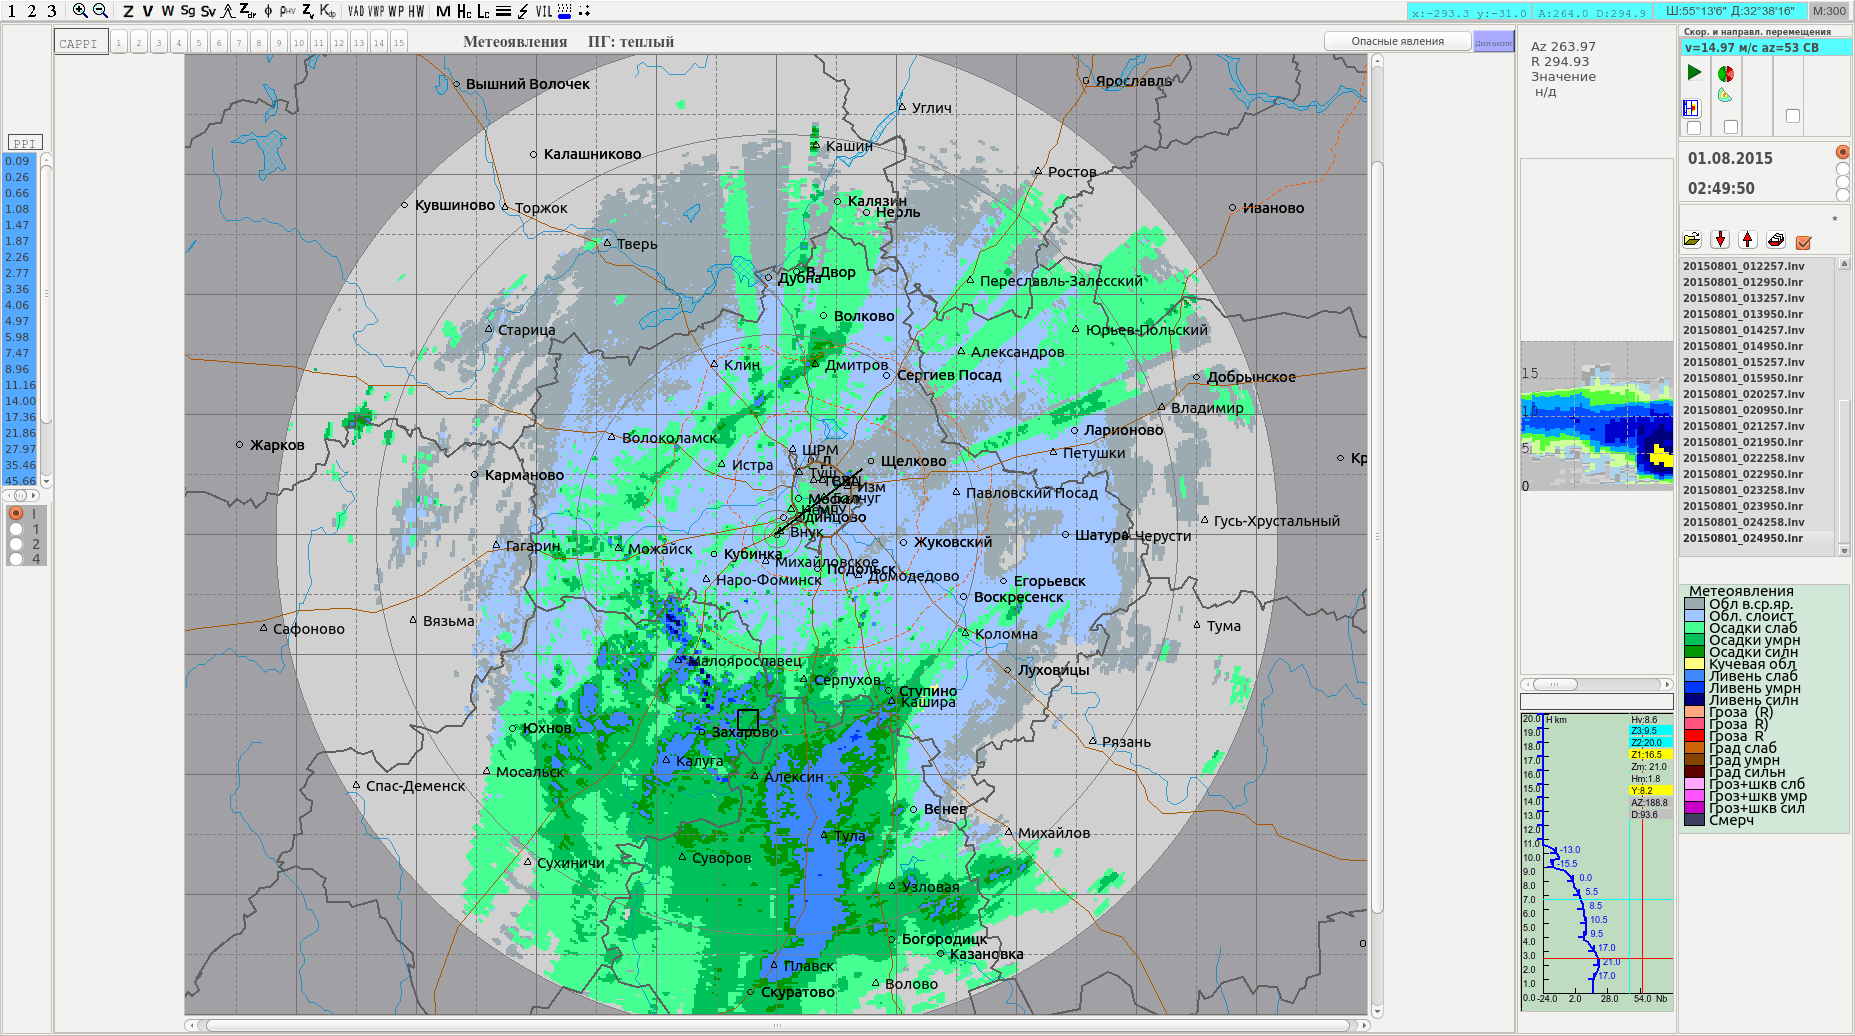 1 2 3 Z V W Sg Sv Zdr ϕ ρHV Zv Kdp VAD VWP WP HW M Hc Lc VIL
x:-293.3 y:-31.0 A:264.0 D:294.9 Ш:55°13'6" Д:32°38'16" M:300
CAPPI 1 2 3 4 5 6 7 8 9 10 11 12 13 14 15
Метеоявления ПГ: теплый
Опасные явления
PPI
0.09
0.26
0.66
1.08
1.47
1.87
2.26
2.77
3.36
4.06
4.97
5.98
7.47
8.96
11.16
14.00
17.36
21.86
27.97
35.46
45.66
I
1
2
4
Вышний Волочек
Ярославль
Углич
Кашин
Калашниково
Ростов
Кувшиново
Торжок
Калязин
Нерль
Иваново
Тверь
Дубна
В.Двор
Переславль-Залесский
Старица
Волково
Юрьев-Польский
Клин
Дмитров
Александров
Сергиев Посад
Добрынское
Владимир
Жарков
Волоколамск
Ларионово
ШРМ
Петушки
Истра
Щелково
Кр
Карманово
Туш
Изм
Павловский Посад
Одинцово
Гусь-Хрустальный
Внук
Шатура
Черусти
Гагарин
Можайск
Кубинка
Жуковский
Михайловское
Подольск
Домодедово
Наро-Фоминск
Егорьевск
Воскресенск
Вязьма
Сафоново
Тума
Коломна
Малоярославец
Луховицы
Серпухов
Ступино
Кашира
Юхнов
Захарово
Рязань
Калуга
Мосальск
Алексин
Спас-Деменск
Венев
Тула
Михайлов
Сухиничи
Суворов
Узловая
Богородицк
Казановка
Плавск
Волово
Скуратово
Az 263.97
R 294.93
Значение
н/д
15
10
5
0
20.0 H km
19.0
18.0
17.0
16.0
15.0
14.0
13.0
12.0
11.0
10.0
9.0
8.0
7.0
6.0
5.0
4.0
3.0
2.0
1.0
0.0 -24.0 2.0 28.0 54.0 Nb
-13.0
-15.5
0.0
5.5
8.5
10.5
9.5
17.0
21.0
17.0
Hv:8.6
Z3:9.5
Z2:20.0
Z1:16.5
Zm: 21.0
Hm:1.8
Y:8.2
AZ:188.8
D:93.6
Скор. и направл. перемещения
v=14.97 м/с az=53 СВ
01.08.2015
02:49:50
*
20150801_012257.lnv
20150801_012950.lnr
20150801_013257.lnv
20150801_013950.lnr
20150801_014257.lnv
20150801_014950.lnr
20150801_015257.lnv
20150801_015950.lnr
20150801_020257.lnv
20150801_020950.lnr
20150801_021257.lnv
20150801_021950.lnr
20150801_022258.lnv
20150801_022950.lnr
20150801_023258.lnv
20150801_023950.lnr
20150801_024258.lnv
20150801_024950.lnr
Метеоявления
Обл в.ср.яр.
Обл. слоист
Осадки слаб
Осадки умрн
Осадки силн
Кучевая обл
Ливень слаб
Ливень умрн
Ливень силн
Гроза (R)
Гроза R)
Гроза R
Град слаб
Град умрн
Град сильн
Гроз+шкв слб
Гроз+шкв умр
Гроз+шкв сил
Смерч